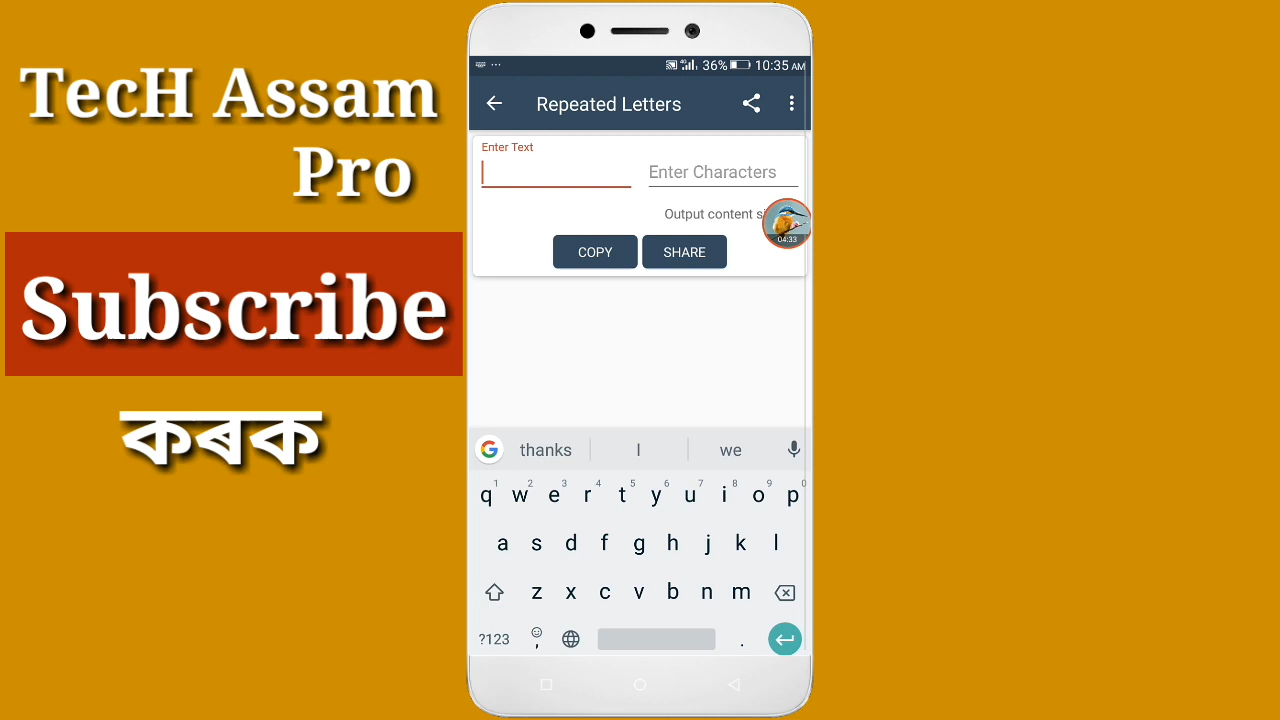 TecH Assam
Pro
Subscribe
কৰক
36% 10:35 AM
Repeated Letters
Enter Text
Enter Characters
Output content si
04:33
COPY SHARE
thanks I we
1 2 3 4 5 6 7 8 9 0
q w e r t y u i o p
a s d f g h j k l
z x c v b n m
?123 , .